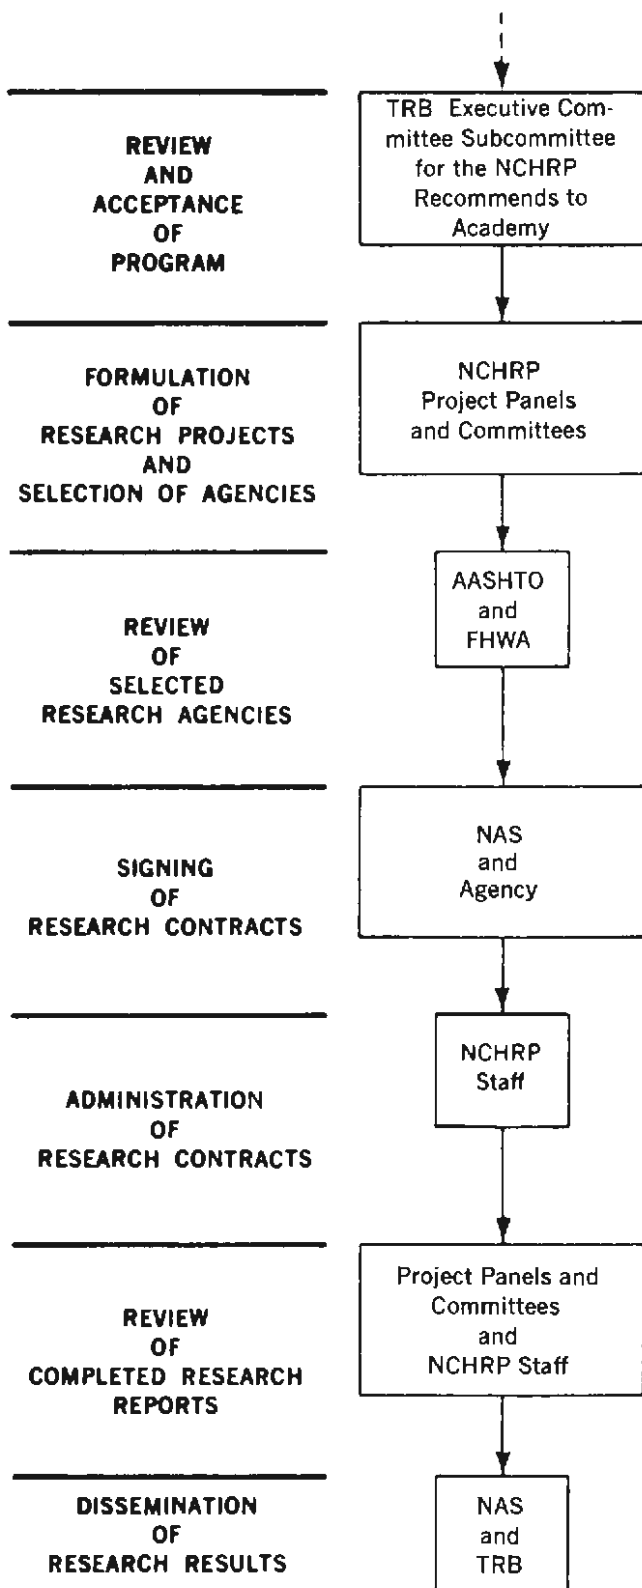 REVIEW
AND
ACCEPTANCE
OF
PROGRAM
TRB Executive Com-
mittee Subcommittee
for the NCHRP
Recommends to
Academy
FORMULATION
OF
RESEARCH PROJECTS
AND
SELECTION OF AGENCIES
NCHRP
Project Panels
and Committees
REVIEW
OF
SELECTED
RESEARCH AGENCIES
AASHTO
and
FHWA
SIGNING
OF
RESEARCH CONTRACTS
NAS
and
Agency
ADMINISTRATION
OF
RESEARCH CONTRACTS
NCHRP
Staff
REVIEW
OF
COMPLETED RESEARCH
REPORTS
Project Panels and
Committees
and
NCHRP Staff
DISSEMINATION
OF
RESEARCH RESULTS
NAS
and
TRB